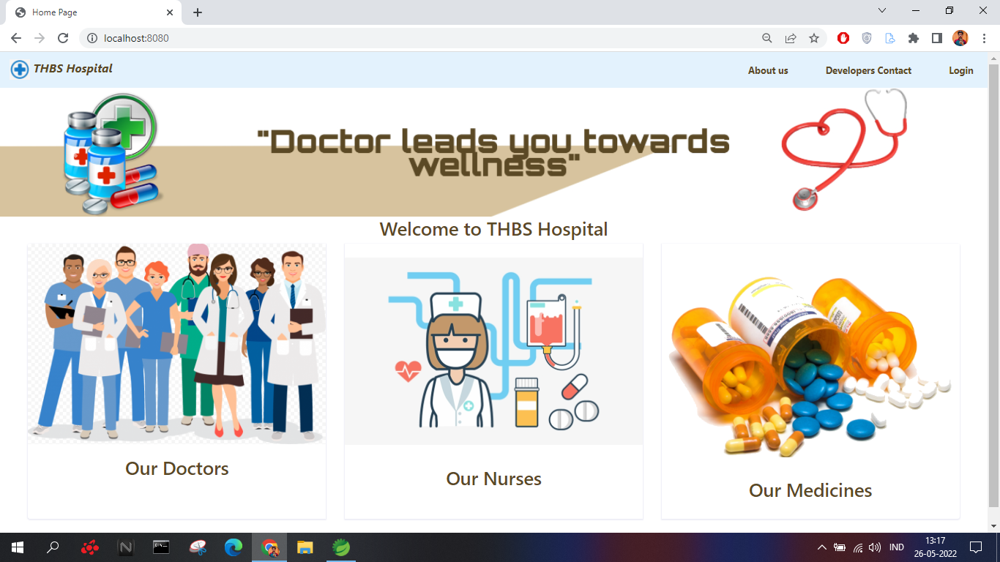 Home Page
localhost:8080
THBS Hospital
About us
Developers Contact
Login
"Doctor leads you towards
wellness"
Welcome to THBS Hospital
Our Doctors
Our Nurses
Our Medicines
IND
13:17
26-05-2022